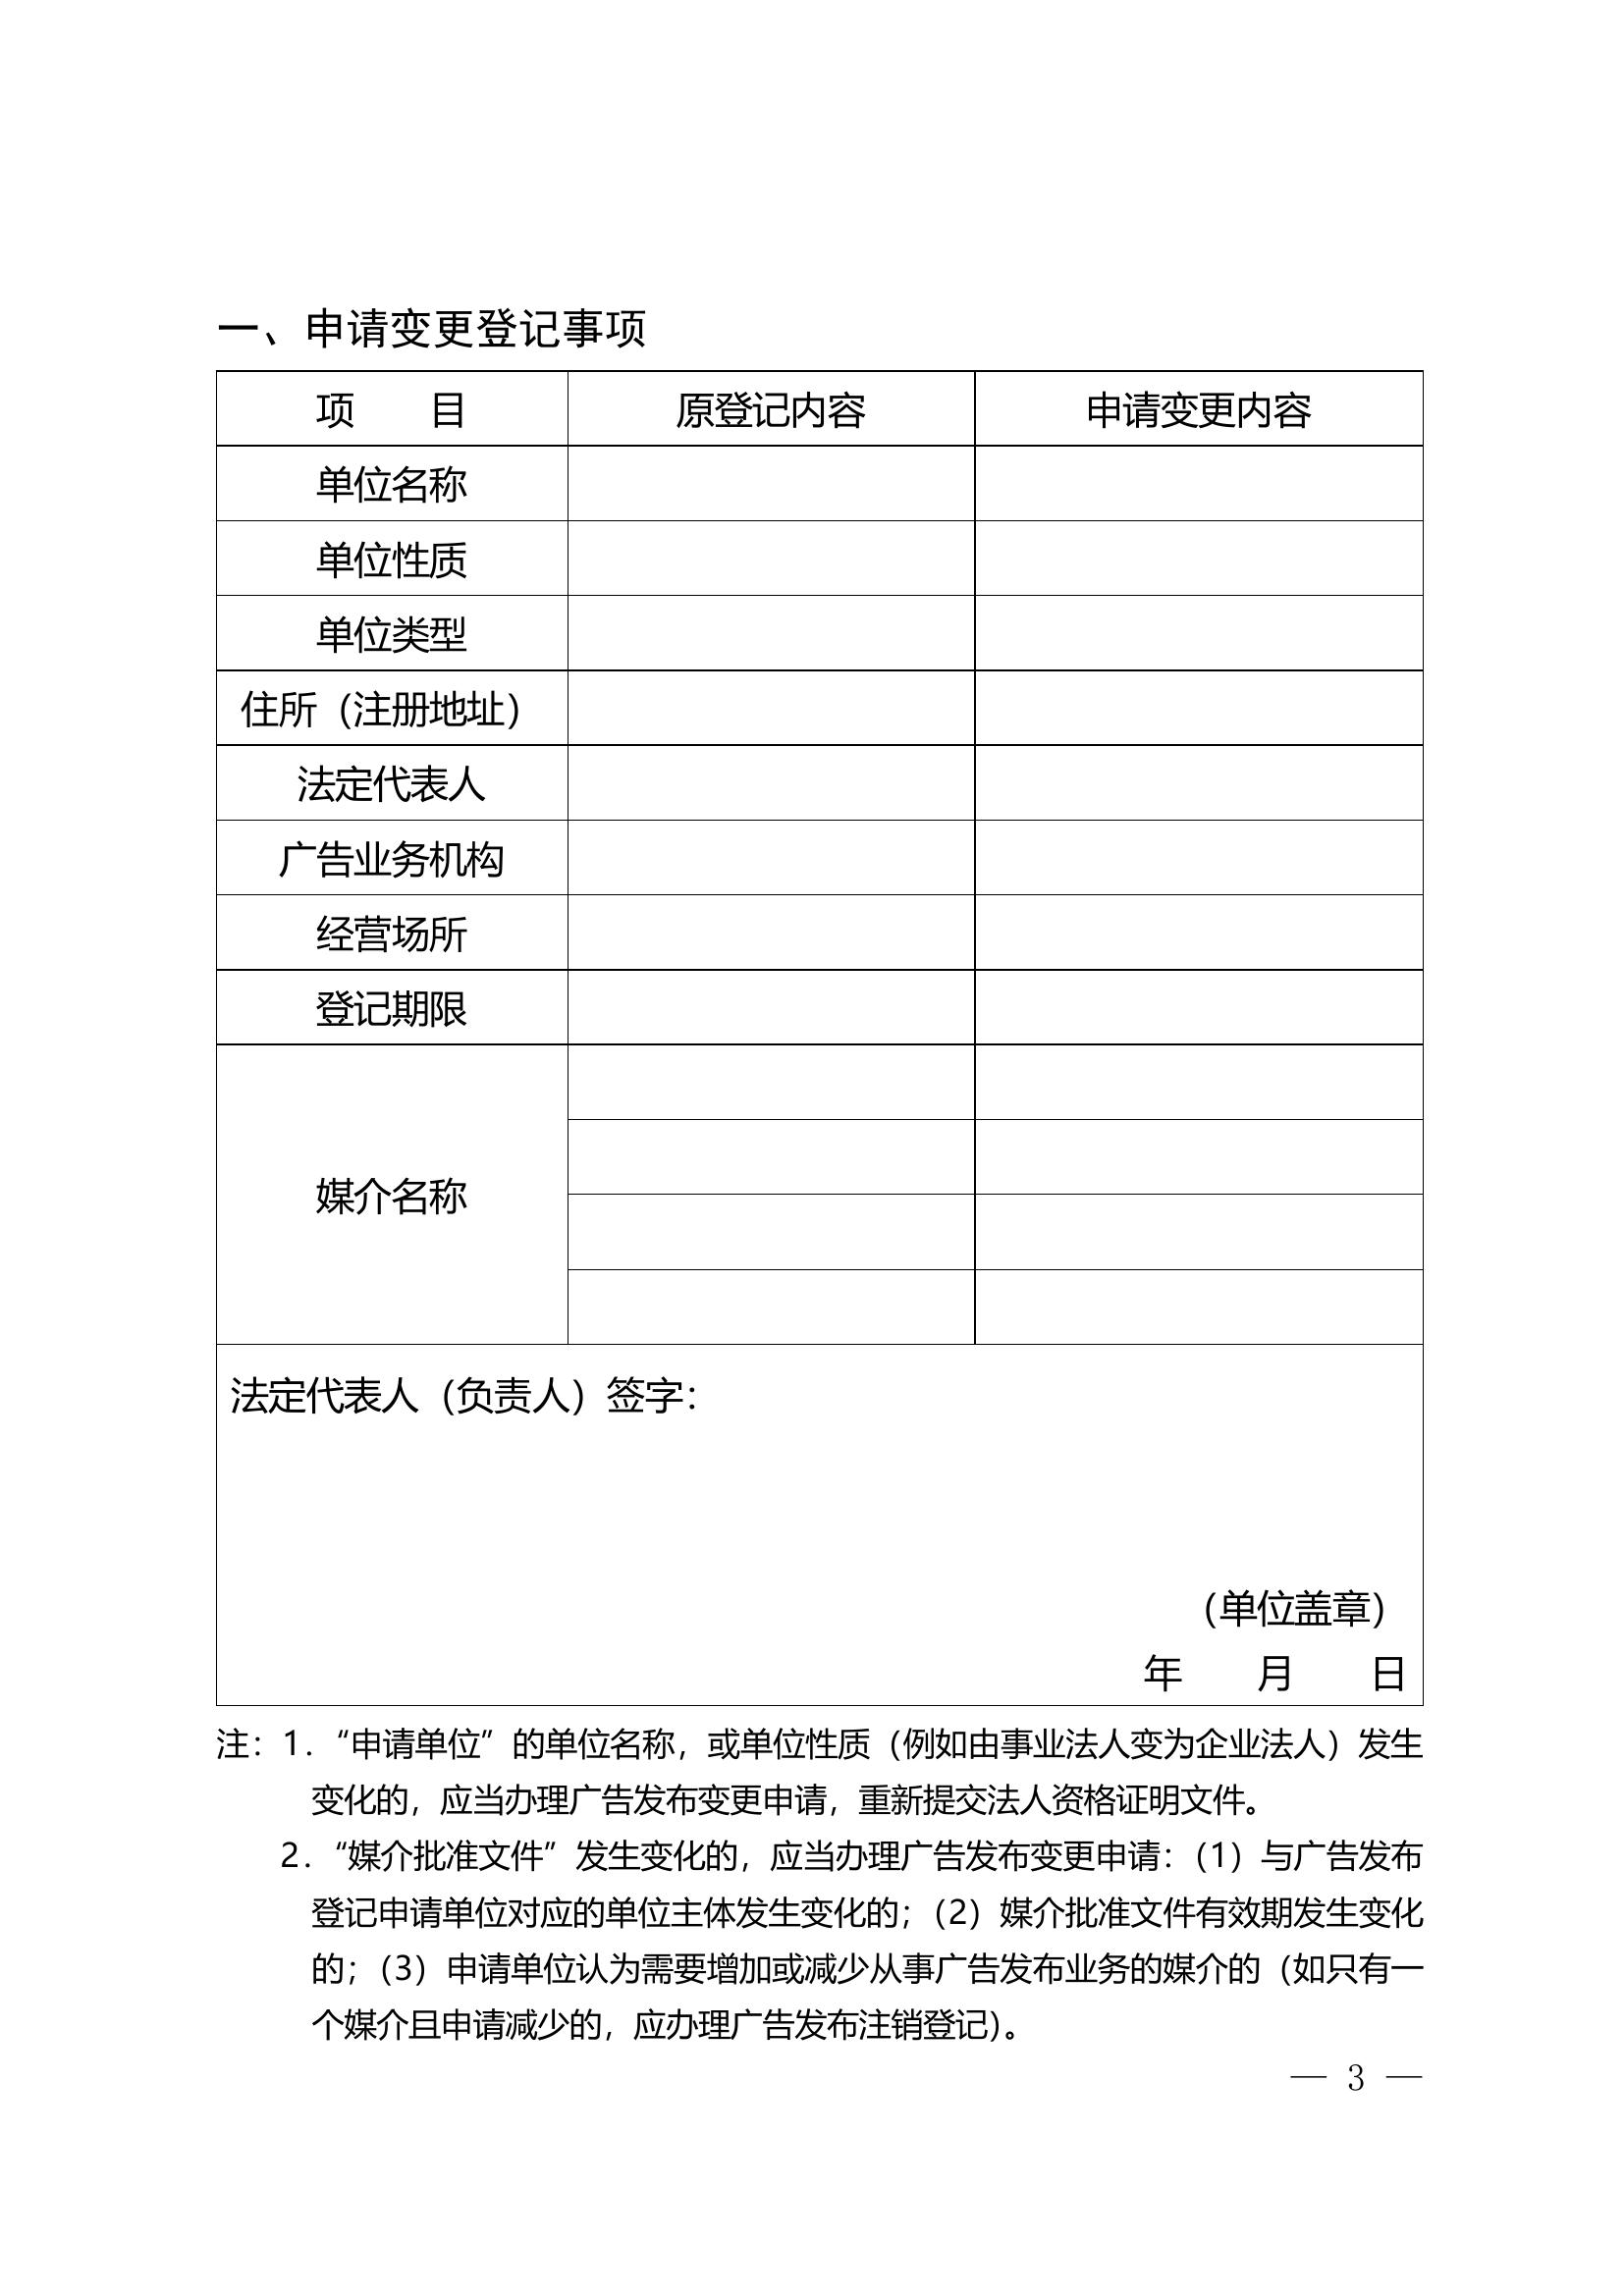 一、申请变更登记事项
项　　目　原登记内容　申请变更内容
单位名称
单位性质
单位类型
住所（注册地址）
法定代表人
广告业务机构
经营场所
登记期限
媒介名称
法定代表人（负责人）签字：
（单位盖章）
年　　月　　日
注：1．“申请单位”的单位名称，或单位性质（例如由事业法人变为企业法人）发生
变化的，应当办理广告发布变更申请，重新提交法人资格证明文件。
2．“媒介批准文件”发生变化的，应当办理广告发布变更申请：（1）与广告发布
登记申请单位对应的单位主体发生变化的；（2）媒介批准文件有效期发生变化
的；（3）申请单位认为需要增加或减少从事广告发布业务的媒介的（如只有一
个媒介且申请减少的，应办理广告发布注销登记）。
— 3 —